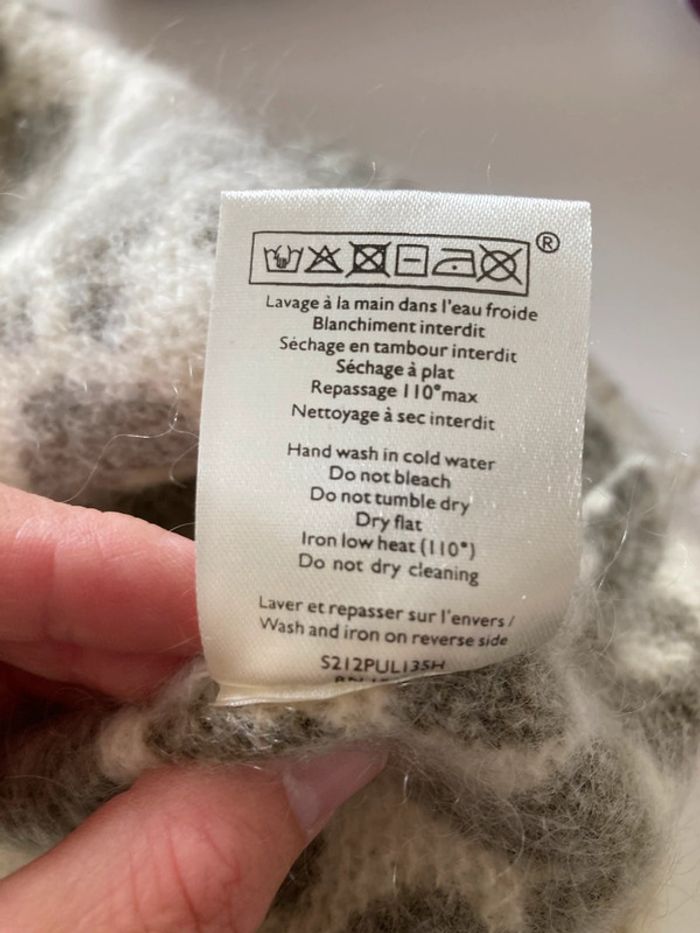 ®
Lavage à la main dans l'eau froide
Blanchiment interdit
Séchage en tambour interdit
Séchage à plat
Repassage 110° max
Nettoyage à sec interdit
Hand wash in cold water
Do not bleach
Do not tumble dry
Dry flat
Iron low heat (110°)
Do not dry cleaning
Laver et repasser sur l'envers /
Wash and iron on reverse side
S212PUL135H